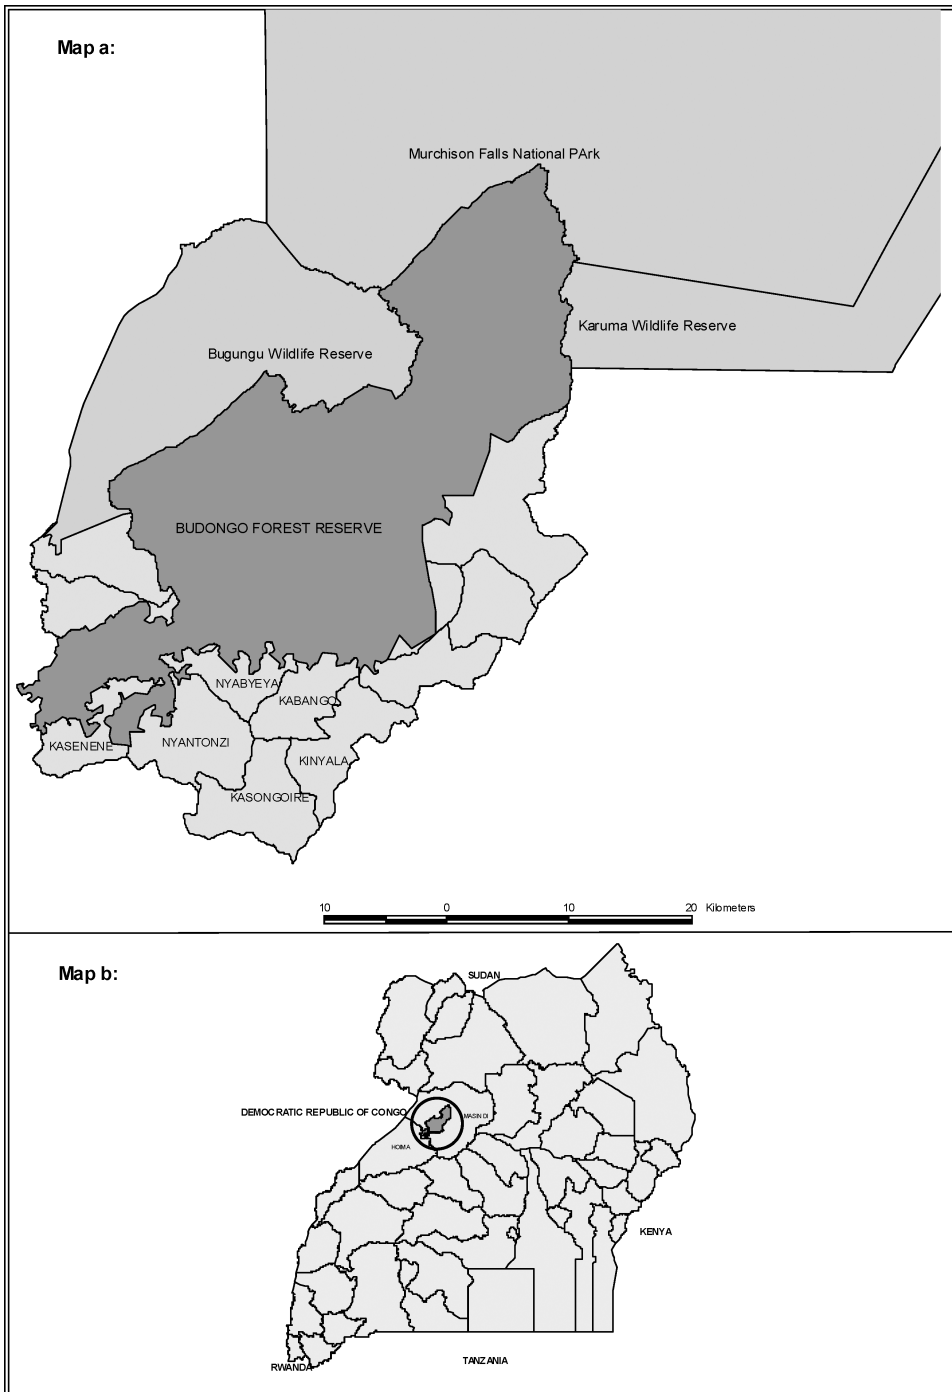 Map a:
Murchison Falls National PArk
Karuma Wildlife Reserve
Bugungu Wildlife Reserve
BUDONGO FOREST RESERVE
NYABYEYA
KABANGO
KASENENE
NYANTONZI
KINYALA
KASONGOIRE
10 0 10 20 Kilometers
Map b:
SUDAN
DEMOCRATIC REPUBLIC OF CONGO
MASINDI
HOIMA
KENYA
TANZANIA
RWANDA